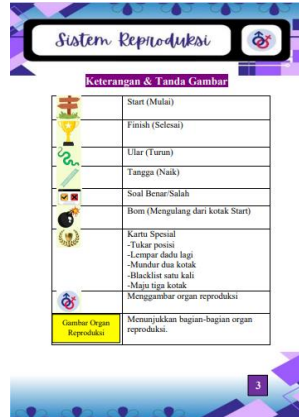 Sistem Reproduksi
Keterangan & Tanda Gambar
Start (Mulai)
Finish (Selesai)
Ular (Turun)
Tangga (Naik)
Soal Benar/Salah
Bom (Mengulang dari kotak Start)
Kartu Spesial
-Tukar posisi
-Lempar dadu lagi
-Mundur dua kotak
-Blacklist satu kali
-Maju tiga kotak
Menggambar organ reproduksi
Gambar Organ
Reproduksi
Menunjukkan bagian-bagian organ
reproduksi.
3